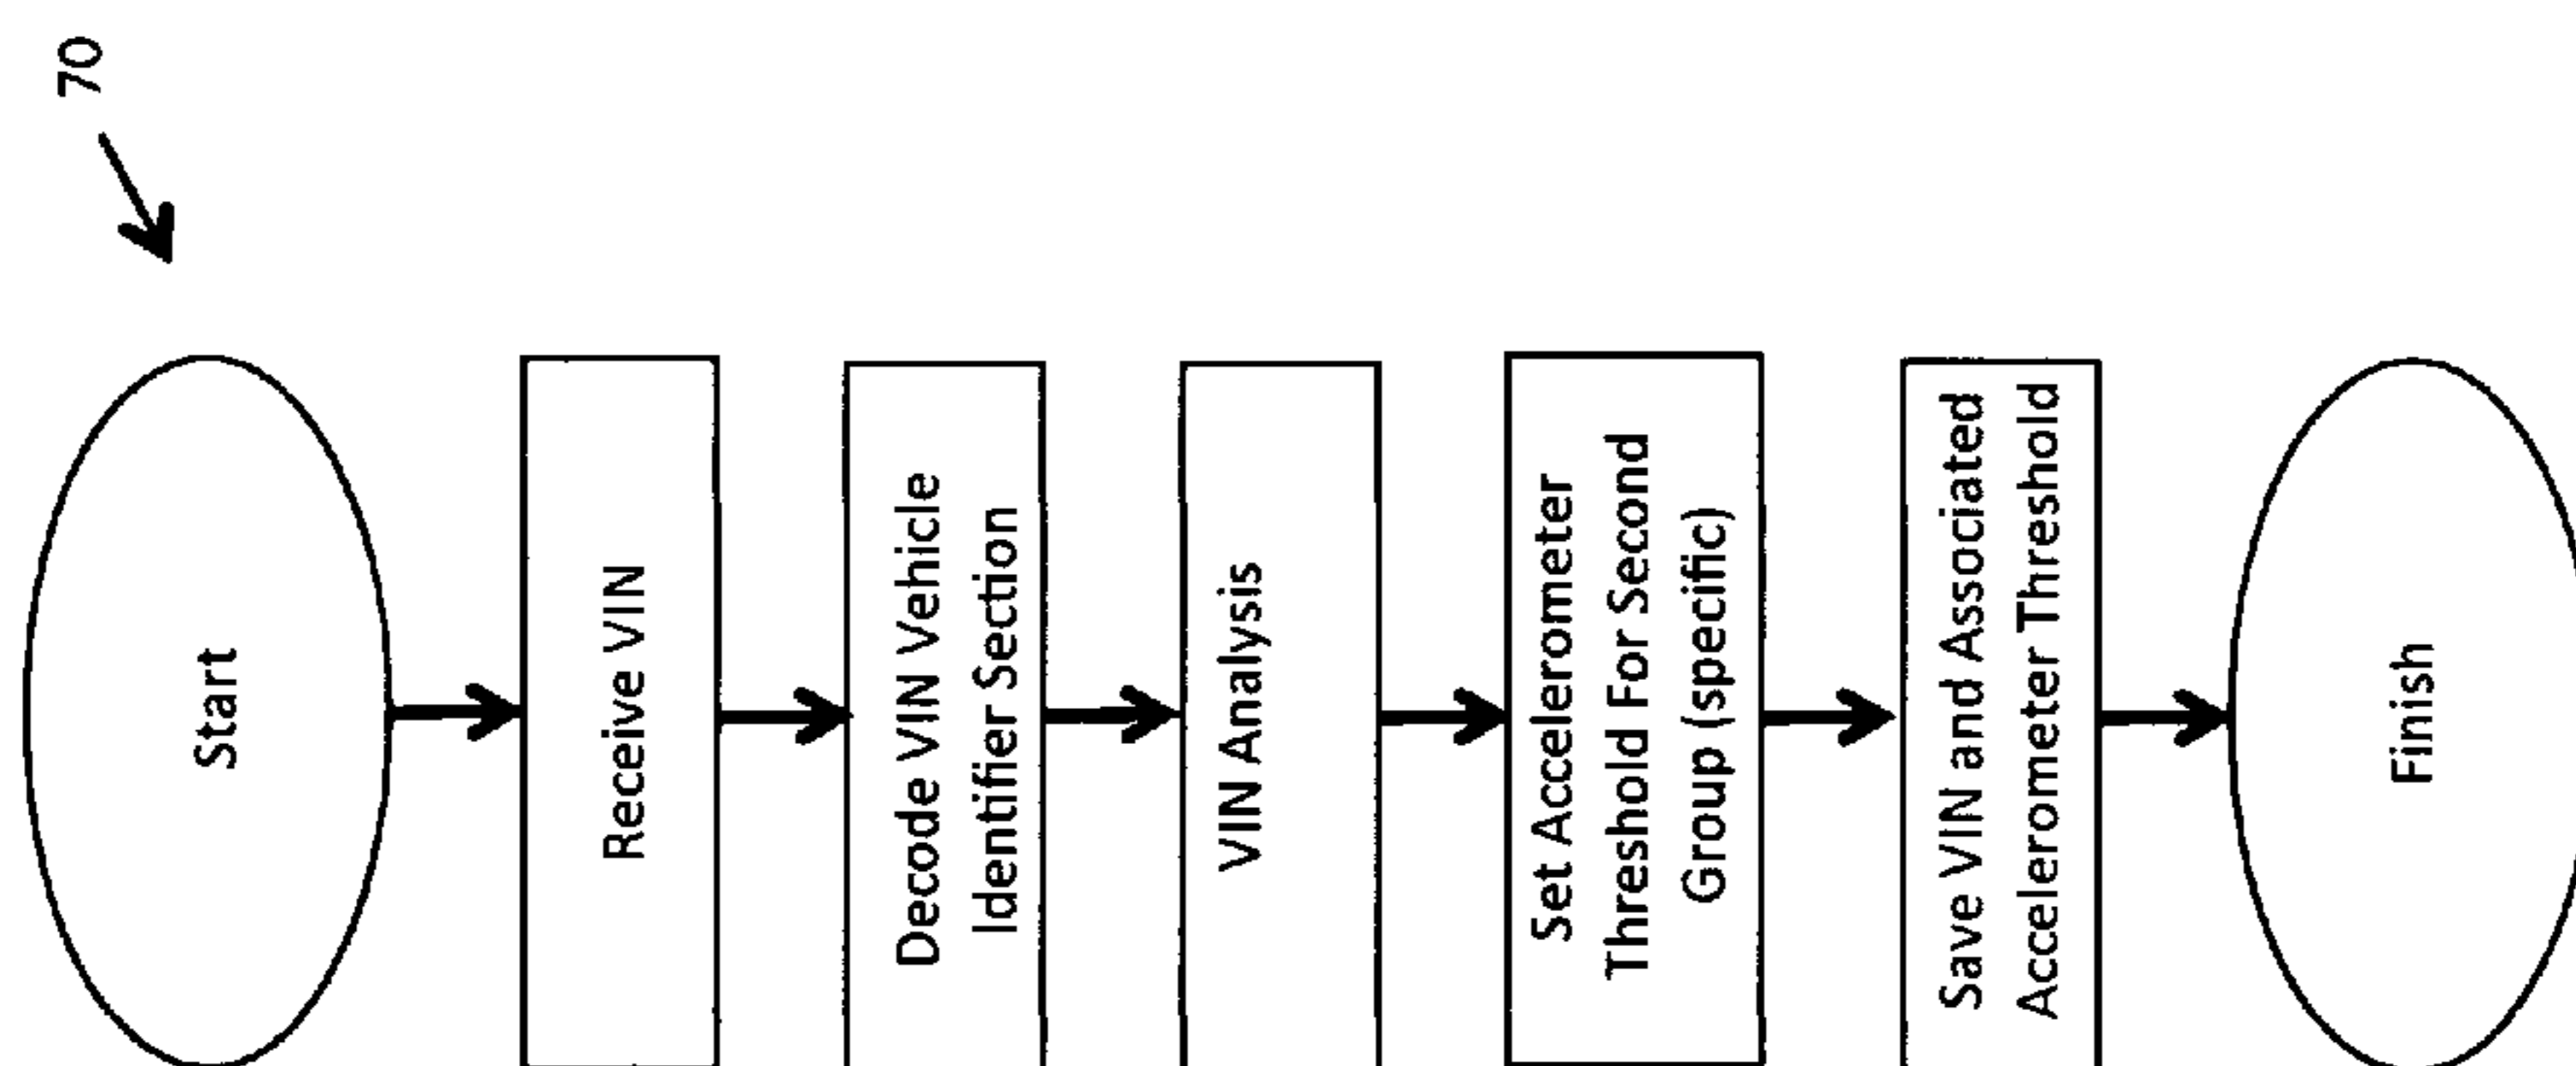 70
Start
Receive VIN
Decode VIN Vehicle
Identifier Section
VIN Analysis
Set Accelerometer
Threshold For Second
Group (specific)
Save VIN and Associated
Accelerometer Threshold
Finish